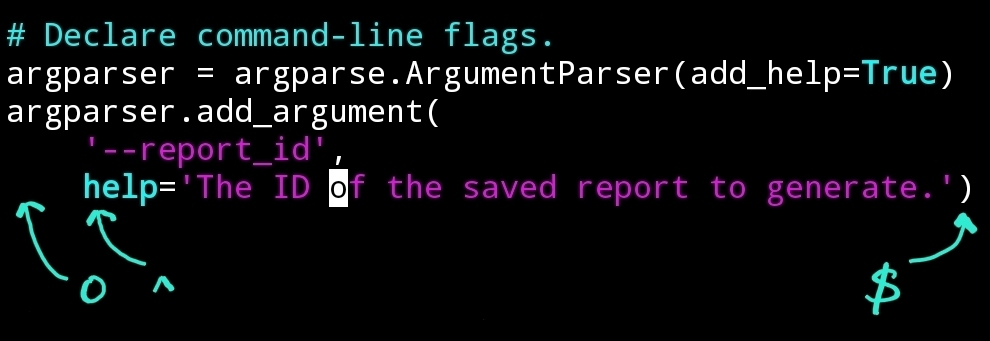 # Declare command-line flags.
argparser = argparse.ArgumentParser(add_help=True)
argparser.add_argument(
    '--report_id',
    help='The ID of the saved report to generate.')
0 ^ $